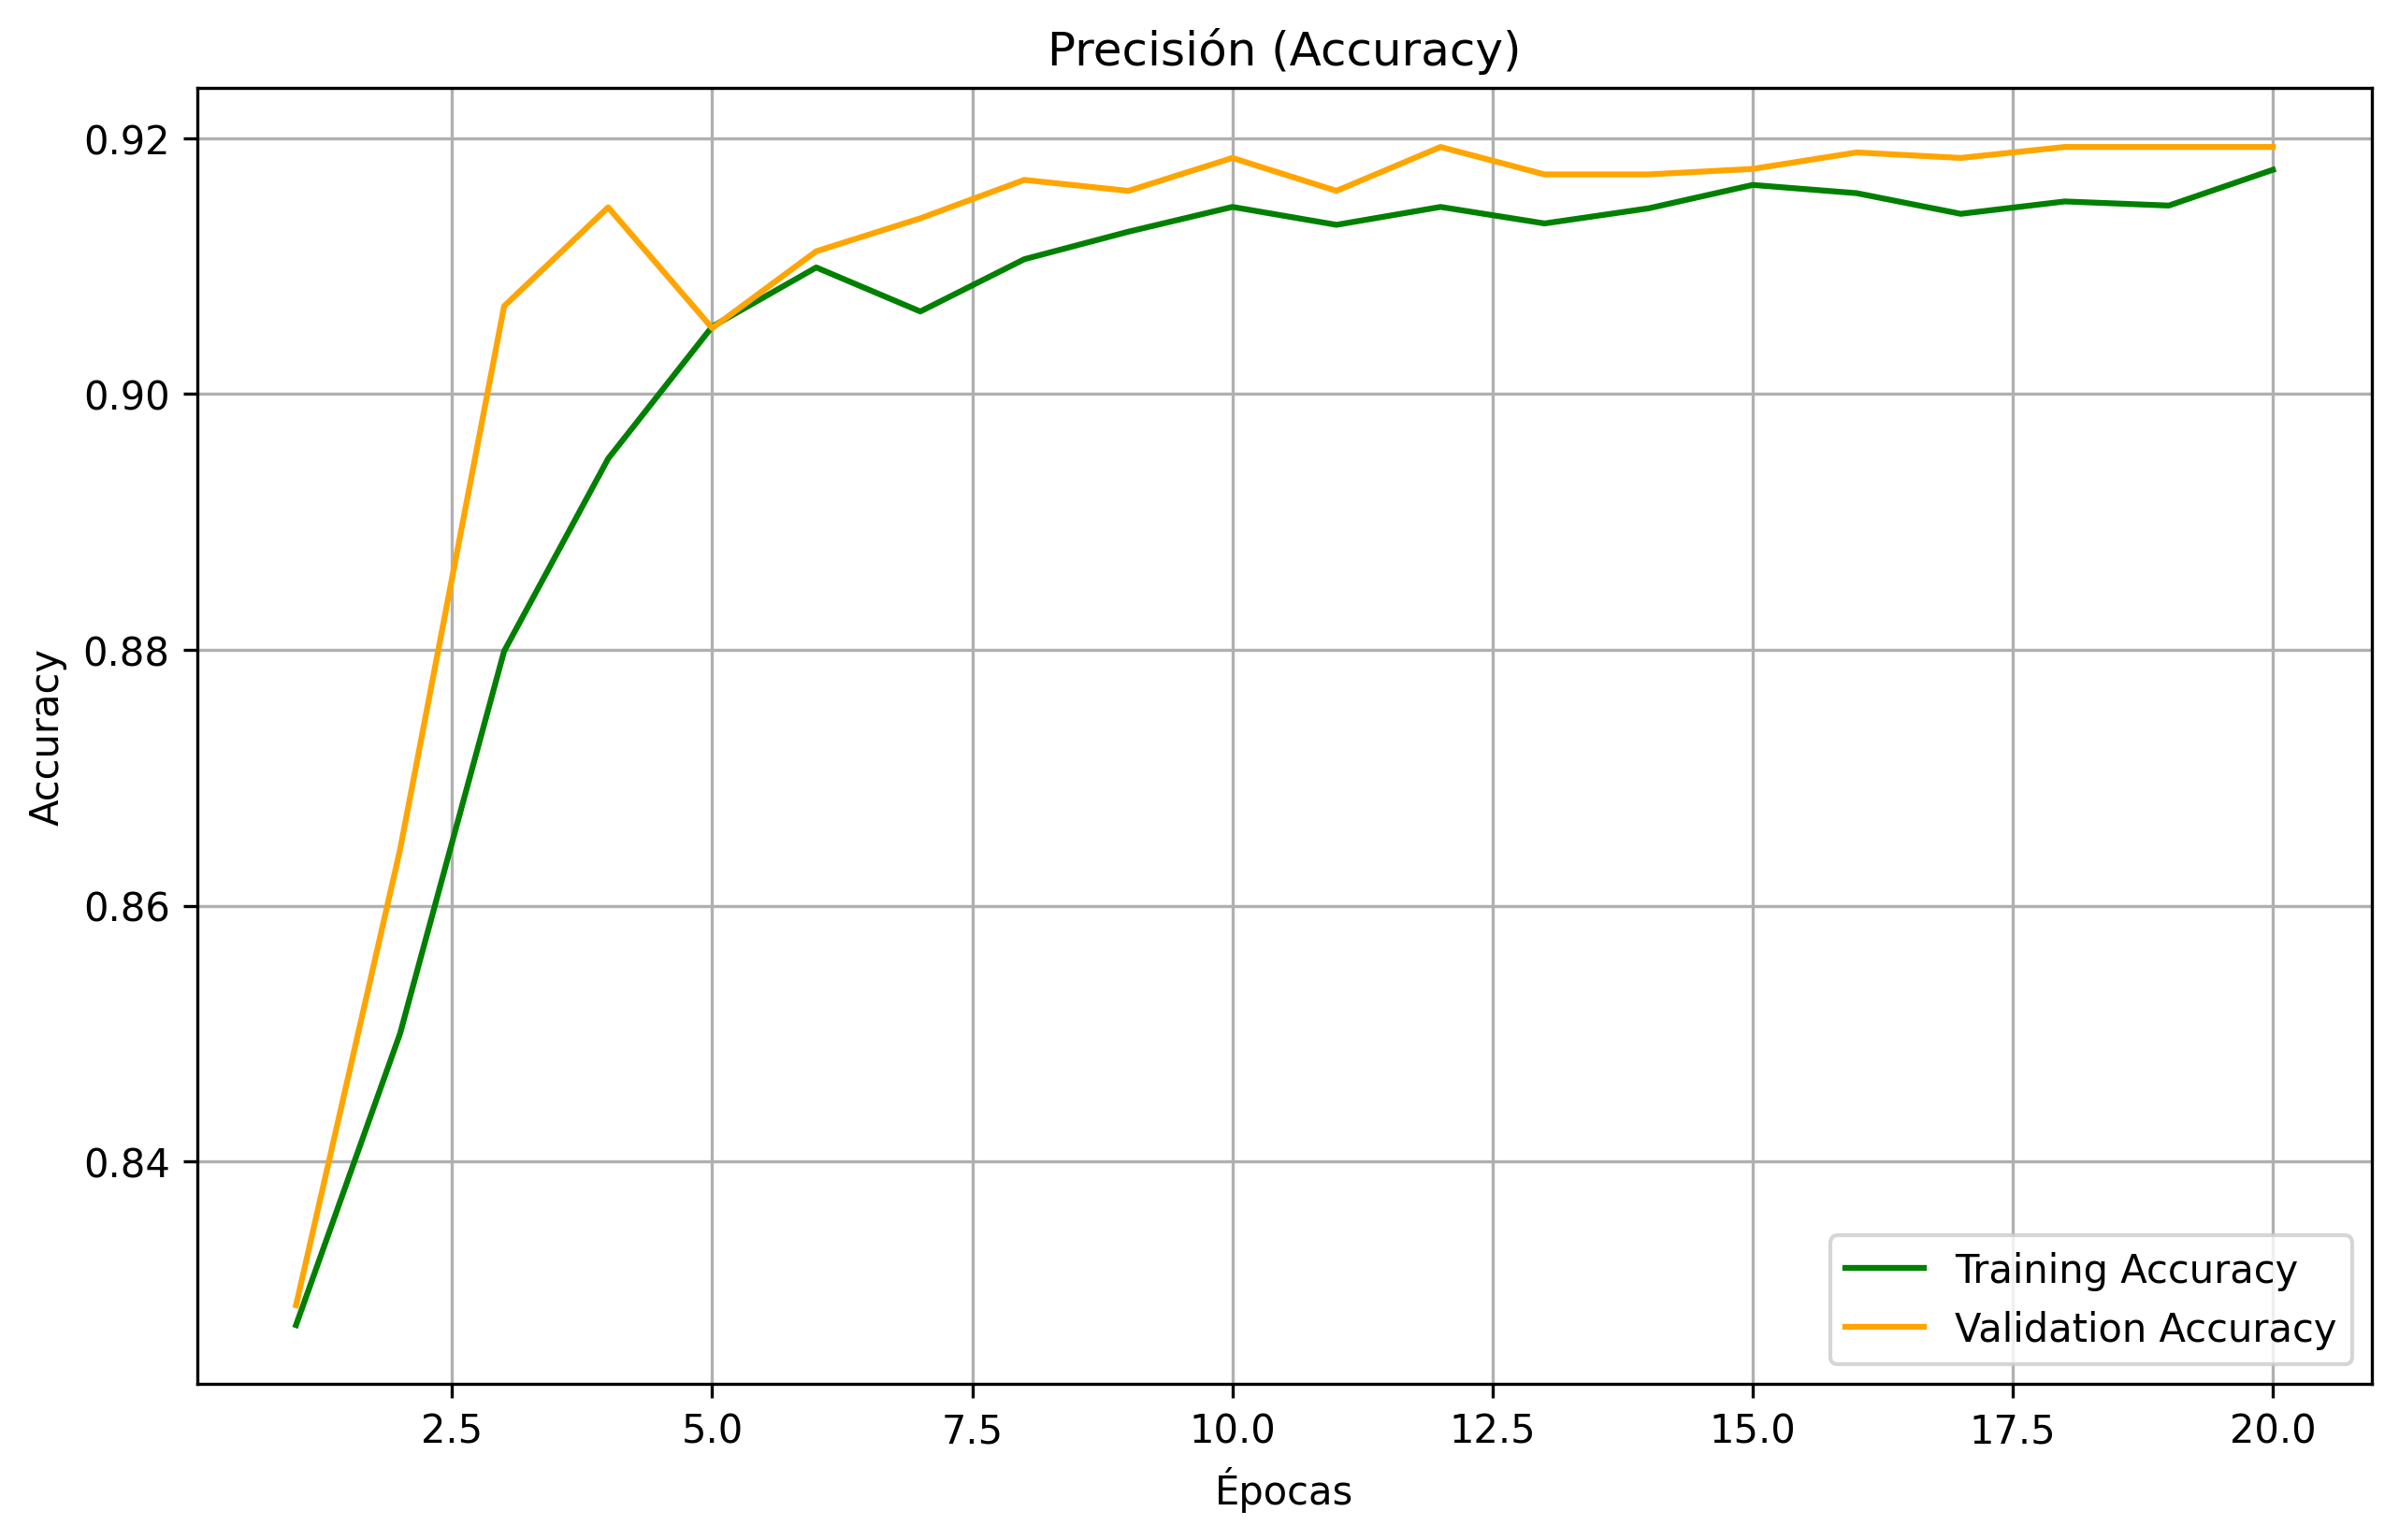 Precisión (Accuracy)
0.92
0.90
0.88
0.86
0.84
Accuracy
2.5 5.0 7.5 10.0 12.5 15.0 17.5 20.0
Épocas
Training Accuracy
Validation Accuracy